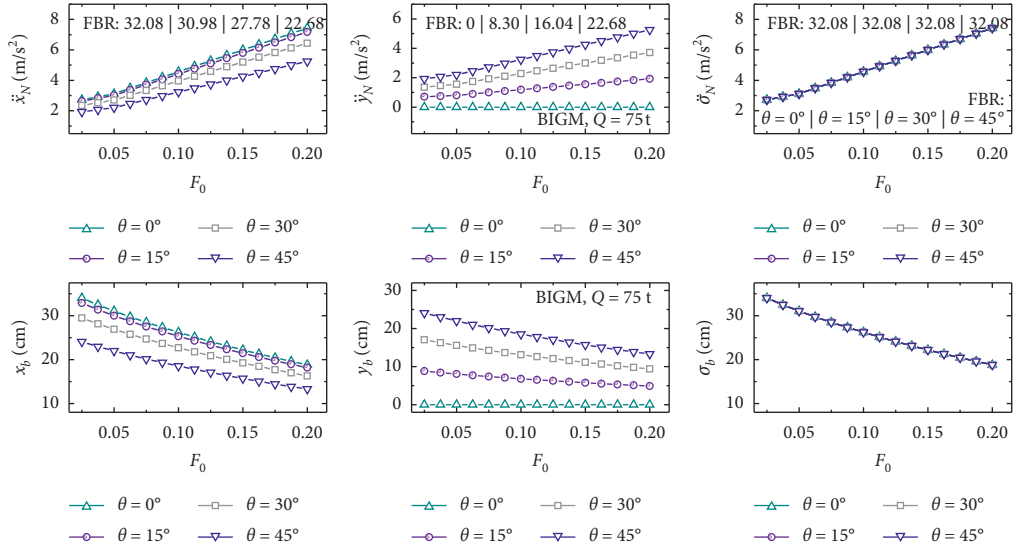 FBR: 32.08 | 30.98 | 27.78 | 22.68
8
6
4
2
ẍN (m/s²)
0.05 0.10 0.15 0.20
F0
θ = 0° θ = 30°
θ = 15° θ = 45°
FBR: 0 | 8.30 | 16.04 | 22.68
6
4
2
0
ÿN (m/s²)
BIGM, Q = 75 t
0.05 0.10 0.15 0.20
F0
θ = 0° θ = 30°
θ = 15° θ = 45°
FBR: 32.08 | 32.08 | 32.08 | 32.08
8
6
4
2
σ̈N (m/s²)
FBR:
θ = 0° | θ = 15° | θ = 30° | θ = 45°
0.05 0.10 0.15 0.20
F0
θ = 0° θ = 30°
θ = 15° θ = 45°
30
20
10
xb (cm)
0.05 0.10 0.15 0.20
F0
θ = 0° θ = 30°
θ = 15° θ = 45°
BIGM, Q = 75 t
30
20
10
0
yb (cm)
0.05 0.10 0.15 0.20
F0
θ = 0° θ = 30°
θ = 15° θ = 45°
30
20
10
σb (cm)
0.05 0.10 0.15 0.20
F0
θ = 0° θ = 30°
θ = 15° θ = 45°